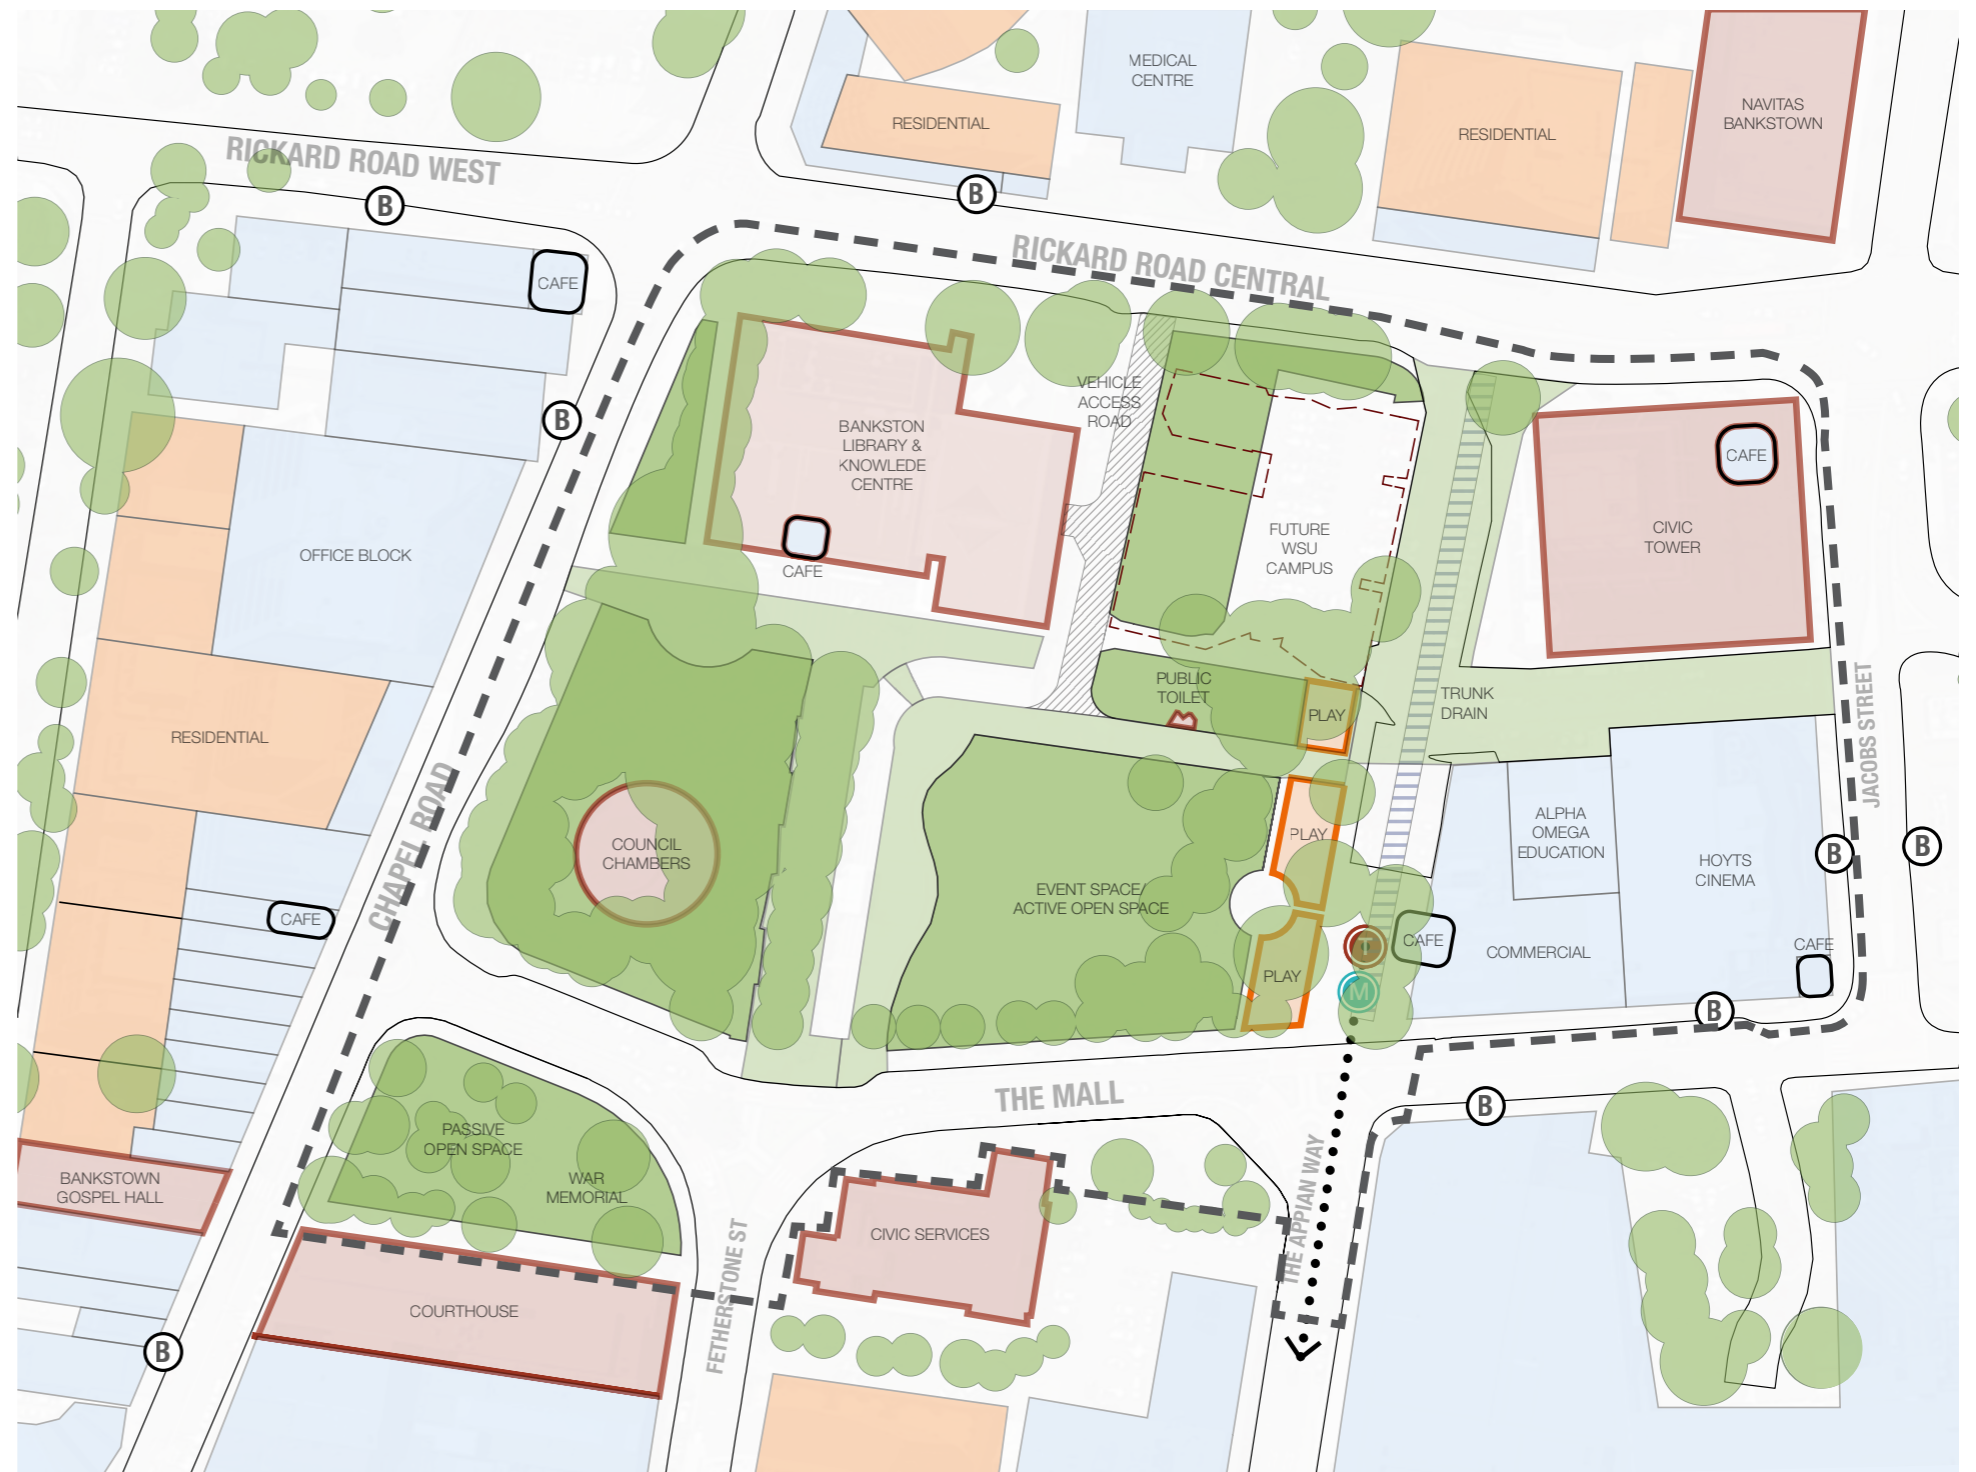 MEDICAL
CENTRE
RESIDENTIAL
RESIDENTIAL
NAVITAS
BANKSTOWN
RICKARD ROAD WEST
B
B
RICKARD ROAD CENTRAL
CAFE
B
VEHICLE
ACCESS
ROAD
BANKSTON
LIBRARY &
KNOWLEDE
CENTRE
CAFE
FUTURE
WSU
CAMPUS
CAFE
CIVIC
TOWER
OFFICE BLOCK
RESIDENTIAL
PUBLIC
TOILET
PLAY
TRUNK
DRAIN
JACOBS STREET
CHAPEL ROAD
COUNCIL
CHAMBERS
EVENT SPACE/
ACTIVE OPEN SPACE
PLAY
PLAY
ALPHA
OMEGA
EDUCATION
HOYTS
CINEMA
B
B
CAFE
T
M
CAFE
COMMERCIAL
CAFE
B
THE MALL
B
PASSIVE
OPEN SPACE
WAR
MEMORIAL
BANKSTOWN
GOSPEL HALL
CIVIC SERVICES
THE APPIAN WAY
COURTHOUSE
FETHERSTONE ST
B